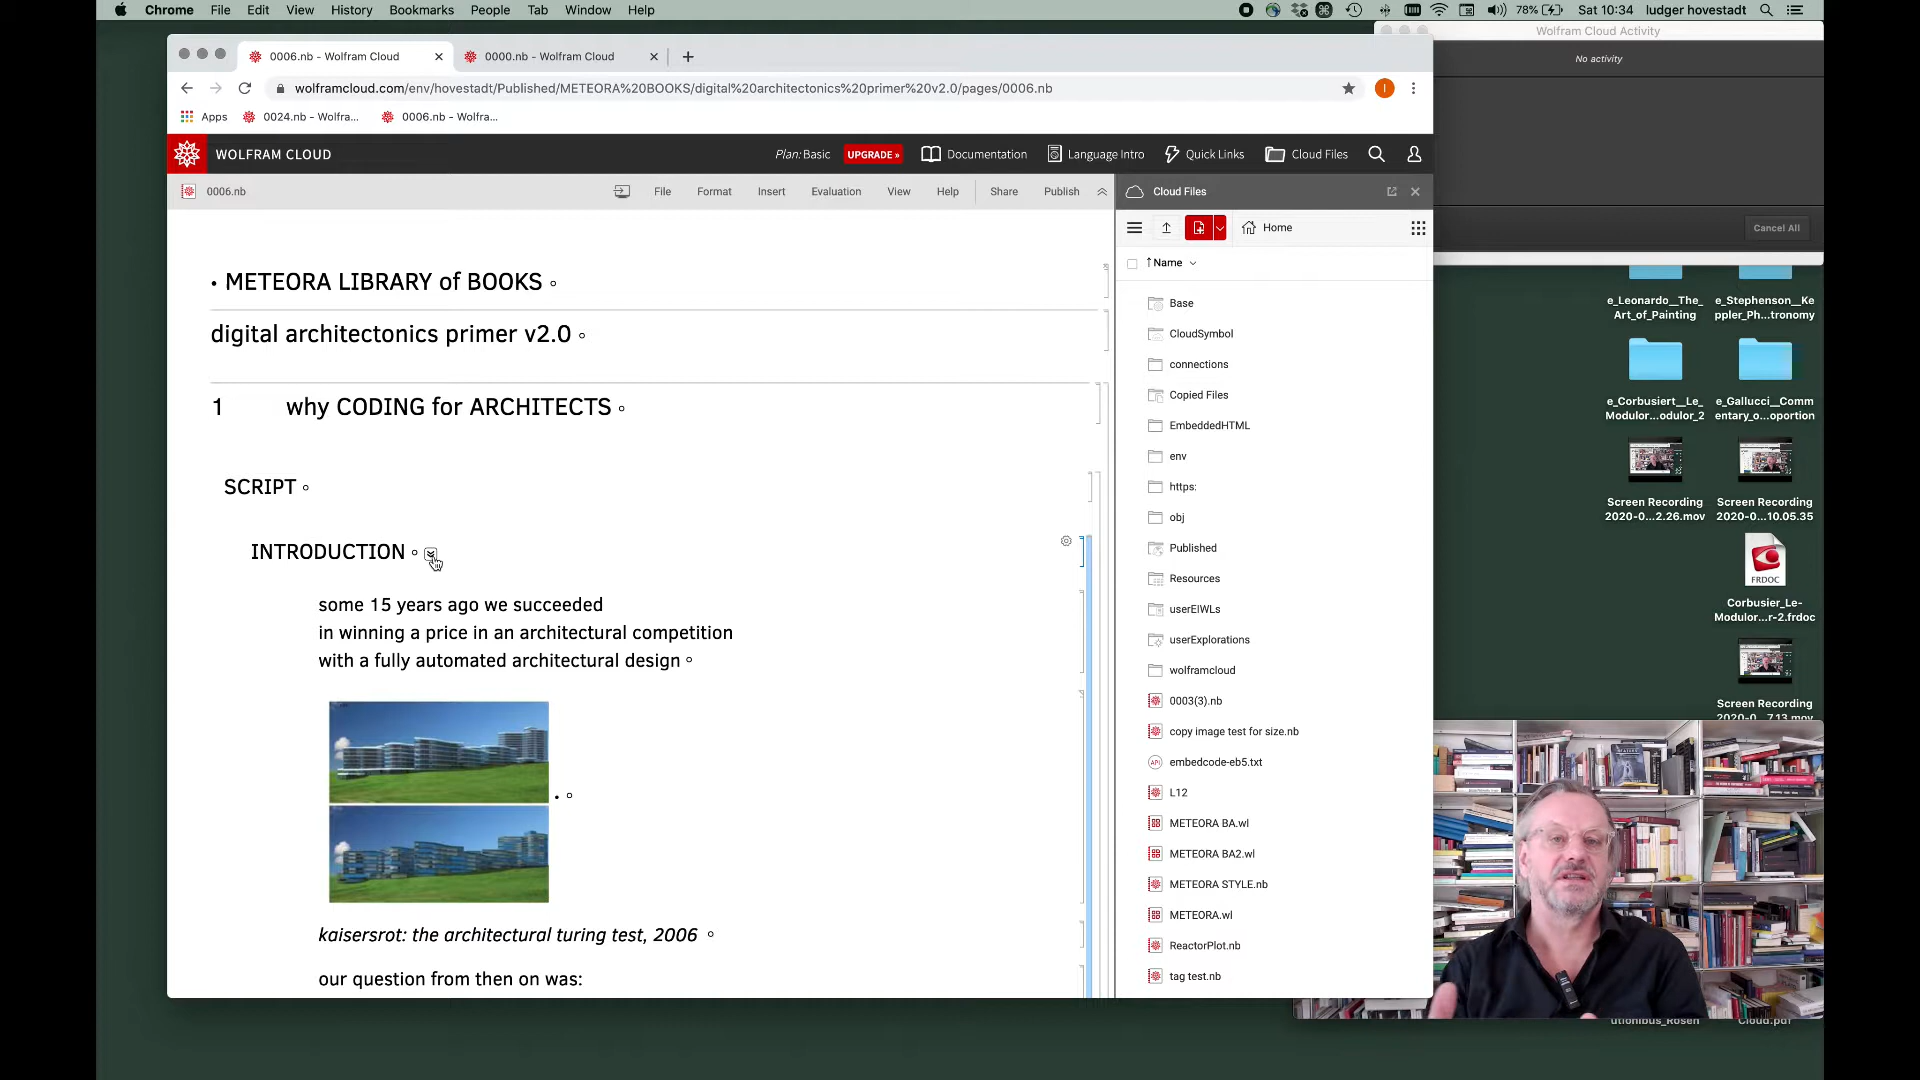 Chrome File Edit View History Bookmarks People Tab Window Help
78% Sat 10:34 ludger hovestadt
0006.nb - Wolfram Cloud
0000.nb - Wolfram Cloud
wolframcloud.com/env/hovestadt/Published/METEORA%20BOOKS/digital%20architectonics%20primer%20v2.0/pages/0006.nb
Apps 0024.nb - Wolfra... 0006.nb - Wolfra...
WOLFRAM CLOUD
Plan: Basic UPGRADE » Documentation Language Intro Quick Links Cloud Files
0006.nb
File Format Insert Evaluation View Help Share Publish
• METEORA LIBRARY of BOOKS
digital architectonics primer v2.0
1 why CODING for ARCHITECTS
SCRIPT
INTRODUCTION
some 15 years ago we succeeded
in winning a price in an architectural competition
with a fully automated architectural design
.
kaisersrot: the architectural turing test, 2006
our question from then on was:
Cloud Files
Home
Name
Base
CloudSymbol
connections
Copied Files
EmbeddedHTML
env
https:
obj
Published
Resources
userEIWLs
userExplorations
wolframcloud
0003(3).nb
copy image test for size.nb
API embedcode-eb5.txt
L12
METEORA BA.wl
METEORA BA2.wl
METEORA STYLE.nb
METEORA.wl
ReactorPlot.nb
tag test.nb
Wolfram Cloud Activity
No activity
Cancel All
e_Leonardo__The_
Art_of_Painting
e_Stephenson__Ke
ppler_Ph...tronomy
e_Corbusiert__Le_
Modulor...odulor_2
e_Gallucci__Comm
entary_o...oportion
Screen Recording
2020-0...2.26.mov
Screen Recording
2020-0...10.05.35
FRDOC
Corbusier_Le-
Modulor...r-2.frdoc
Screen Recording
2020-0...7.13.mov
utionibus_Rosen
Cloud.pdf